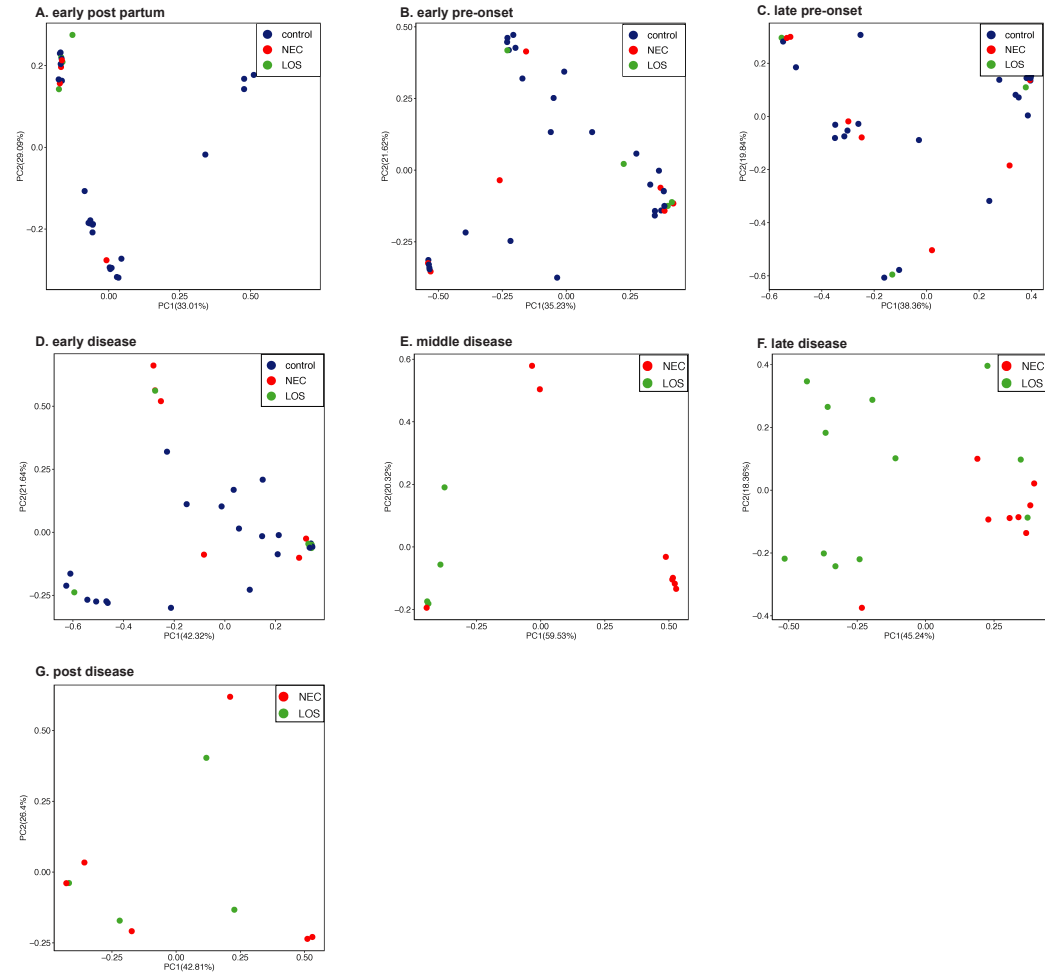 A. early post partum
control
NEC
LOS
0.2
0.0
−0.2
PC2(29.09%)
0.00
0.25
0.50
PC1(33.01%)
B. early pre-onset
control
NEC
LOS
0.50
0.25
0.00
−0.25
PC2(21.62%)
−0.50
−0.25
0.00
0.25
PC1(35.23%)
C. late pre-onset
control
NEC
LOS
0.2
0.0
−0.2
−0.4
−0.6
PC2(19.84%)
−0.6
−0.4
−0.2
0.0
0.2
0.4
PC1(38.36%)
D. early disease
control
NEC
LOS
0.50
0.25
0.00
−0.25
PC2(21.64%)
−0.6
−0.4
−0.2
0.0
0.2
PC1(42.32%)
E. middle disease
NEC
LOS
0.6
0.4
0.2
0.0
−0.2
PC2(20.32%)
−0.25
0.00
0.25
0.50
PC1(59.53%)
F. late disease
NEC
LOS
0.4
0.2
0.0
−0.2
−0.4
PC2(18.36%)
−0.50
−0.25
0.00
0.25
PC1(45.24%)
G. post disease
NEC
LOS
0.50
0.25
0.00
−0.25
PC2(26.4%)
−0.25
0.00
0.25
0.50
PC1(42.81%)